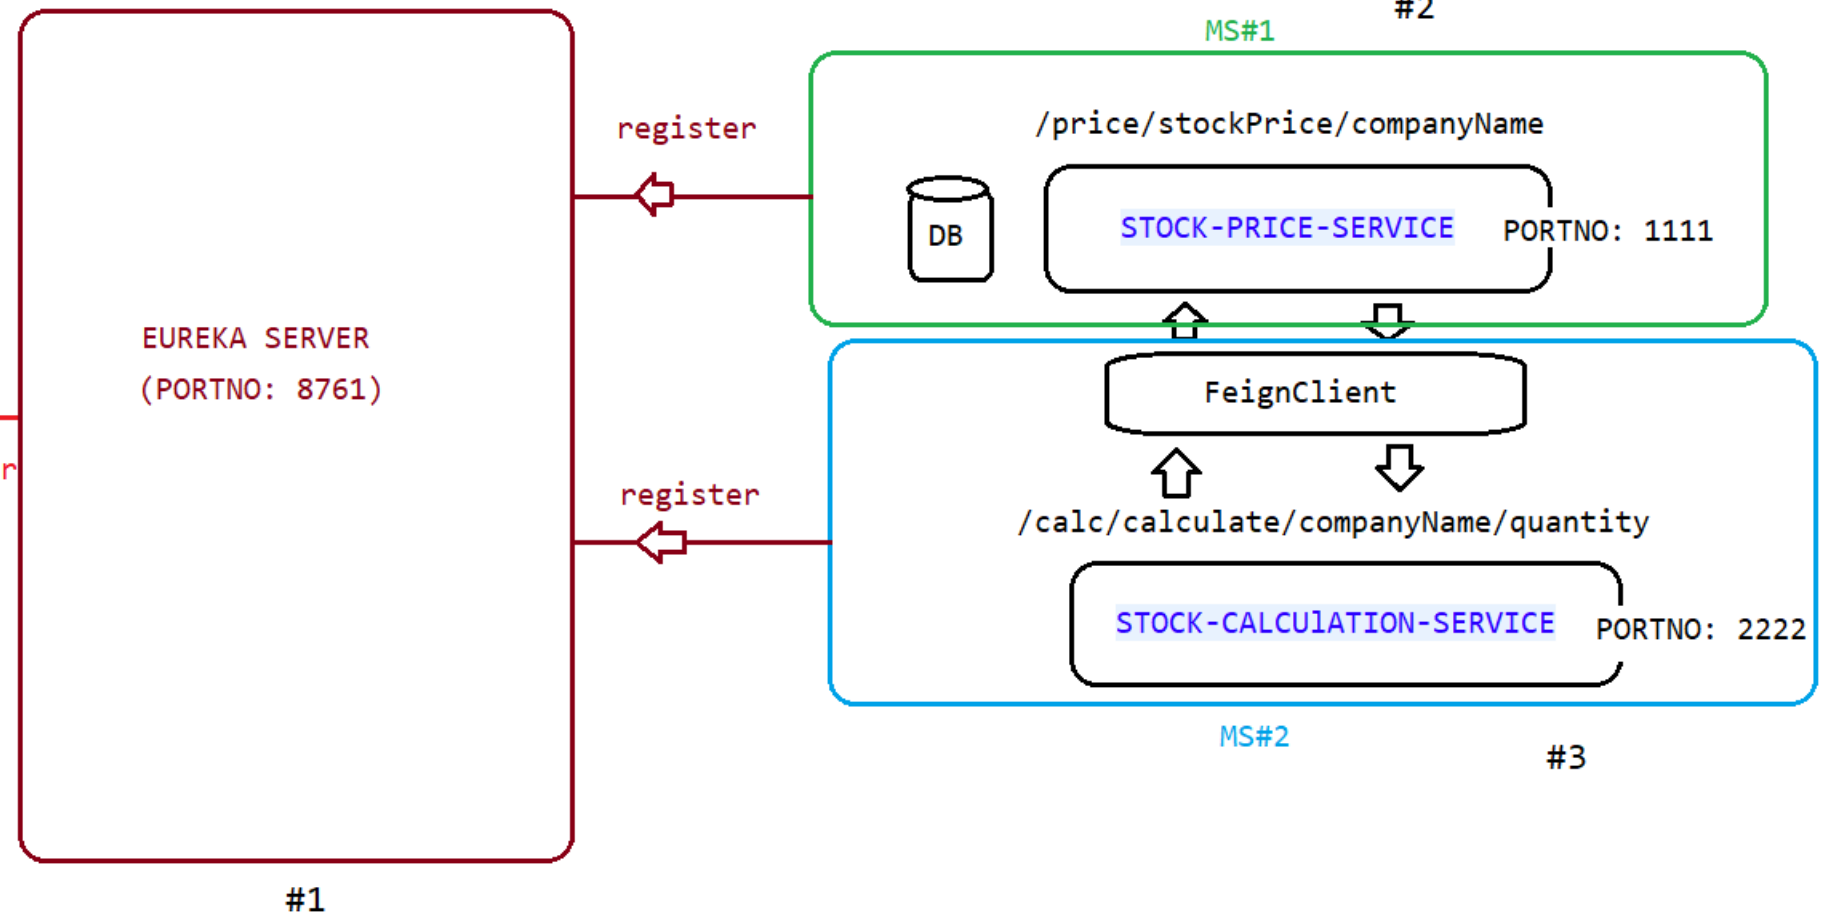 #2
MS#1
/price/stockPrice/companyName
register
DB
STOCK-PRICE-SERVICE
PORTNO: 1111
EUREKA SERVER
(PORTNO: 8761)
FeignClient
r
register
/calc/calculate/companyName/quantity
STOCK-CALCUlATION-SERVICE
PORTNO: 2222
MS#2
#3
#1